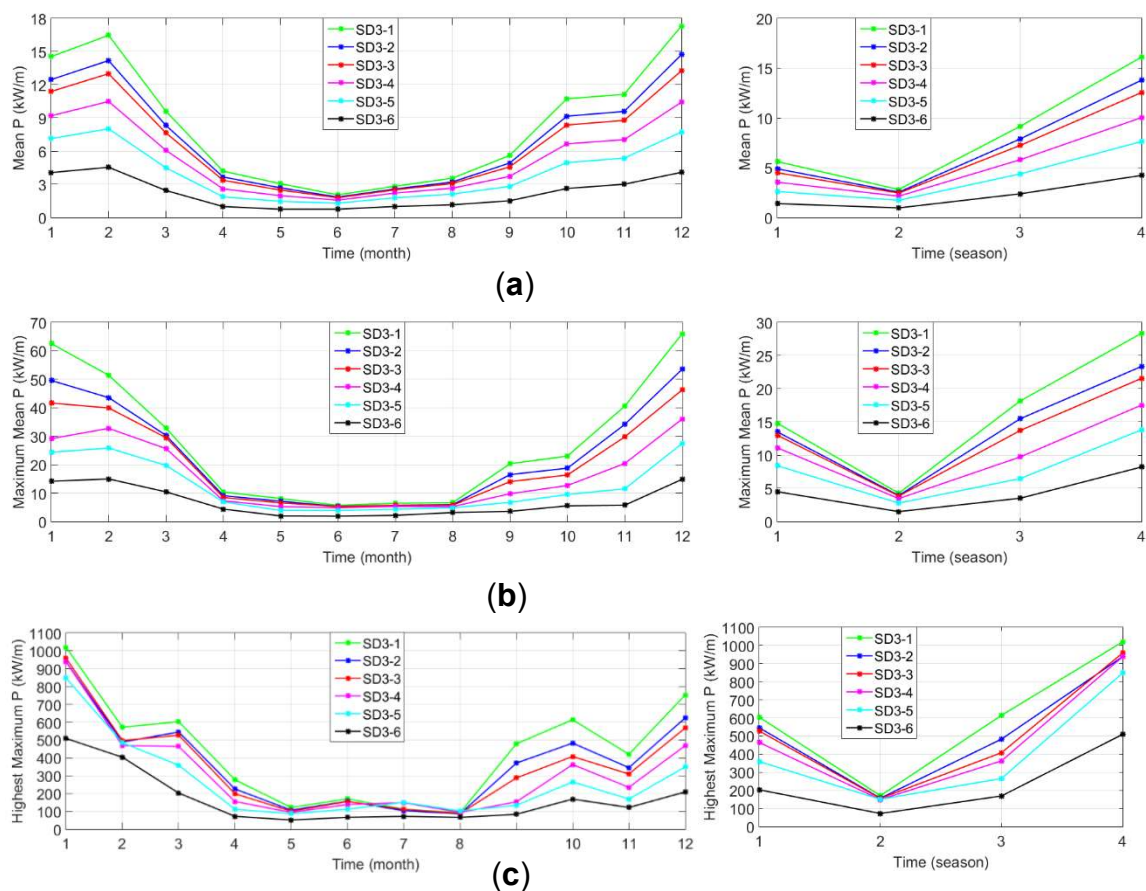 Mean P (kW/m)
18
15
12
9
6
3
0
SD3-1
SD3-2
SD3-3
SD3-4
SD3-5
SD3-6
1 2 3 4 5 6 7 8 9 10 11 12
Time (month)
Mean P (kW/m)
20
15
10
5
0
SD3-1
SD3-2
SD3-3
SD3-4
SD3-5
SD3-6
1 2 3 4
Time (season)
(a)
Maximum Mean P (kW/m)
70
60
50
40
30
20
10
0
SD3-1
SD3-2
SD3-3
SD3-4
SD3-5
SD3-6
1 2 3 4 5 6 7 8 9 10 11 12
Time (month)
Maximum Mean P (kW/m)
30
25
20
15
10
5
0
SD3-1
SD3-2
SD3-3
SD3-4
SD3-5
SD3-6
1 2 3 4
Time (season)
(b)
Highest Maximum P (kW/m)
1100
1000
900
800
700
600
500
400
300
200
100
0
SD3-1
SD3-2
SD3-3
SD3-4
SD3-5
SD3-6
1 2 3 4 5 6 7 8 10 11 12
Time (month)
Highest Maximum P (kW/m)
1100
1000
900
800
700
600
500
400
300
200
100
0
SD3-1
SD3-2
SD3-3
SD3-4
SD3-5
SD3-6
1 2 3 4
Time (season)
(c)